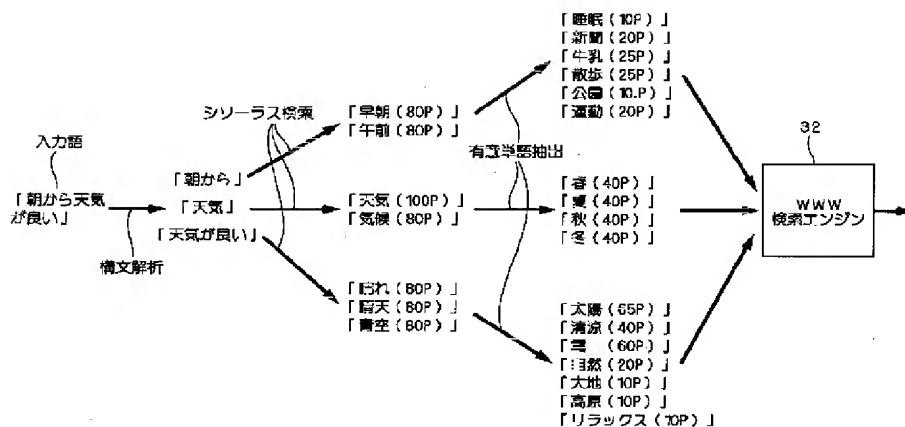 入力語
「朝から天気
が良い」
構文解析
「朝から」
「天気」
「天気が良い」
シソーラス検索
「早朝(80P)」
「午前(80P)」
「天気(100P)」
「気候(80P)」
「晴れ(80P)」
「晴天(80P)」
「青空(80P)」
有意単語抽出
「睡眠(10P)」
「新聞(20P)」
「牛乳(25P)」
「散歩(25P)」
「公園(10P)」
「運動(20P)」
「春(40P)」
「夏(40P)」
「秋(40P)」
「冬(40P)」
「太陽(65P)」
「清涼(40P)」
「雲 (60P)」
「自然(20P)」
「大地(10P)」
「高原(10P)」
「リラックス(10P)」
32
WWW
検索エンジン